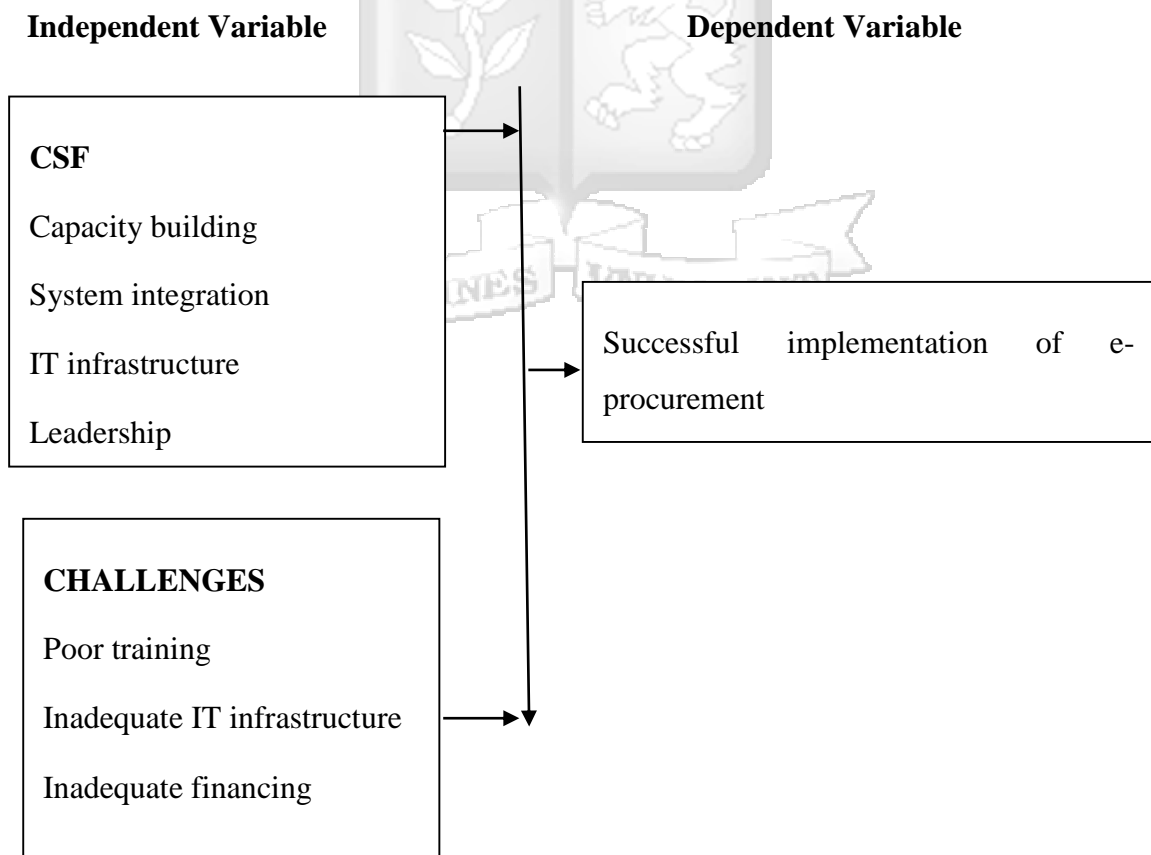 Independent Variable
Dependent Variable
CSF
Capacity building
System integration
IT infrastructure
Leadership
Successful implementation of e-
procurement
CHALLENGES
Poor training
Inadequate IT infrastructure
Inadequate financing